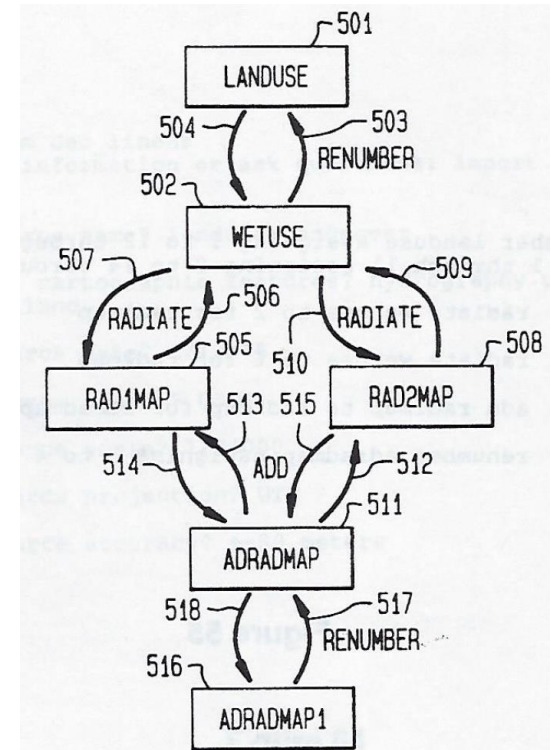 501
LANDUSE
504
503
RENUMBER
502
WETUSE
507
509
506
RADIATE
RADIATE
510
505
508
RAD1MAP
RAD2MAP
513
515
514
ADD
512
511
ADRADMAP
518
517
RENUMBER
516
ADRADMAP1